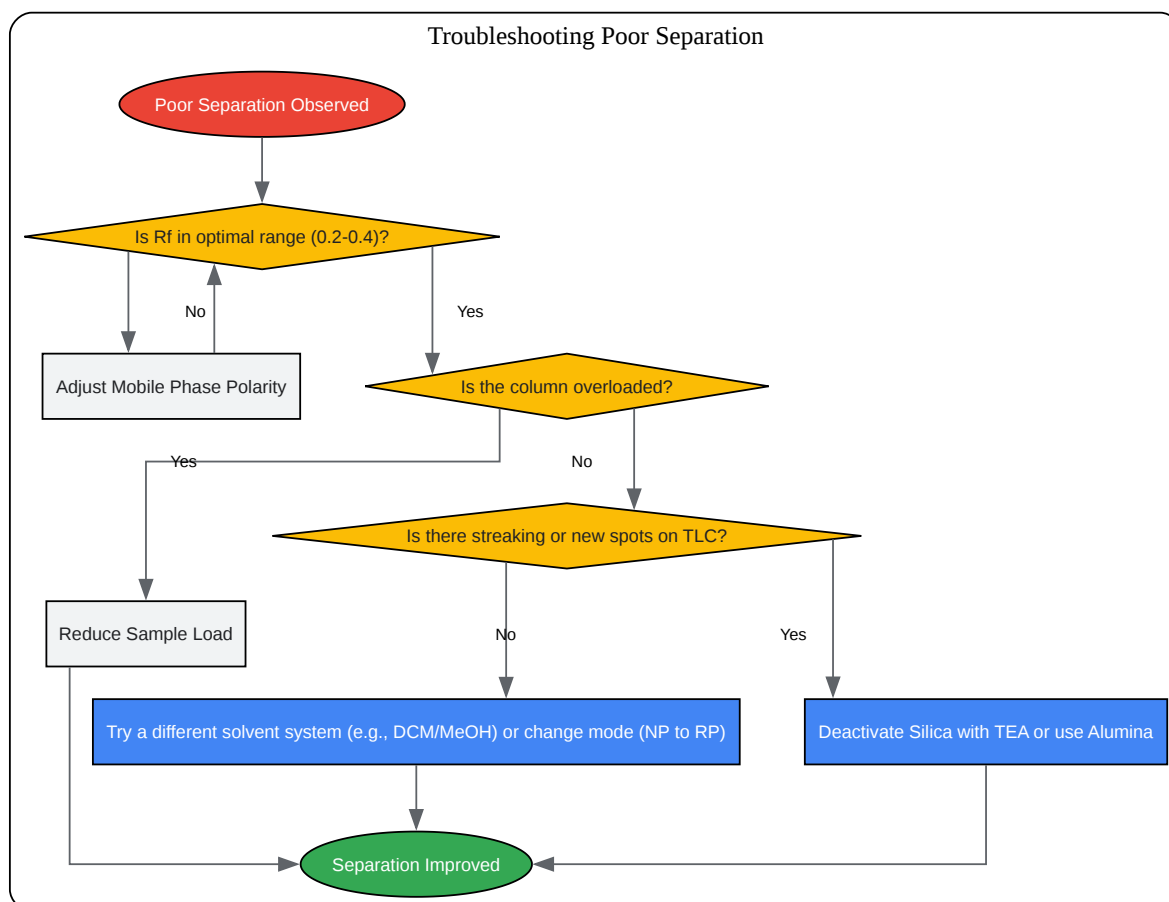 Troubleshooting Poor Separation
Poor Separation Observed
Is Rf in optimal range (0.2-0.4)?
No
Yes
Adjust Mobile Phase Polarity
Is the column overloaded?
Yes
No
Is there streaking or new spots on TLC?
Reduce Sample Load
No
Yes
Try a different solvent system (e.g., DCM/MeOH) or change mode (NP to RP)
Deactivate Silica with TEA or use Alumina
Separation Improved